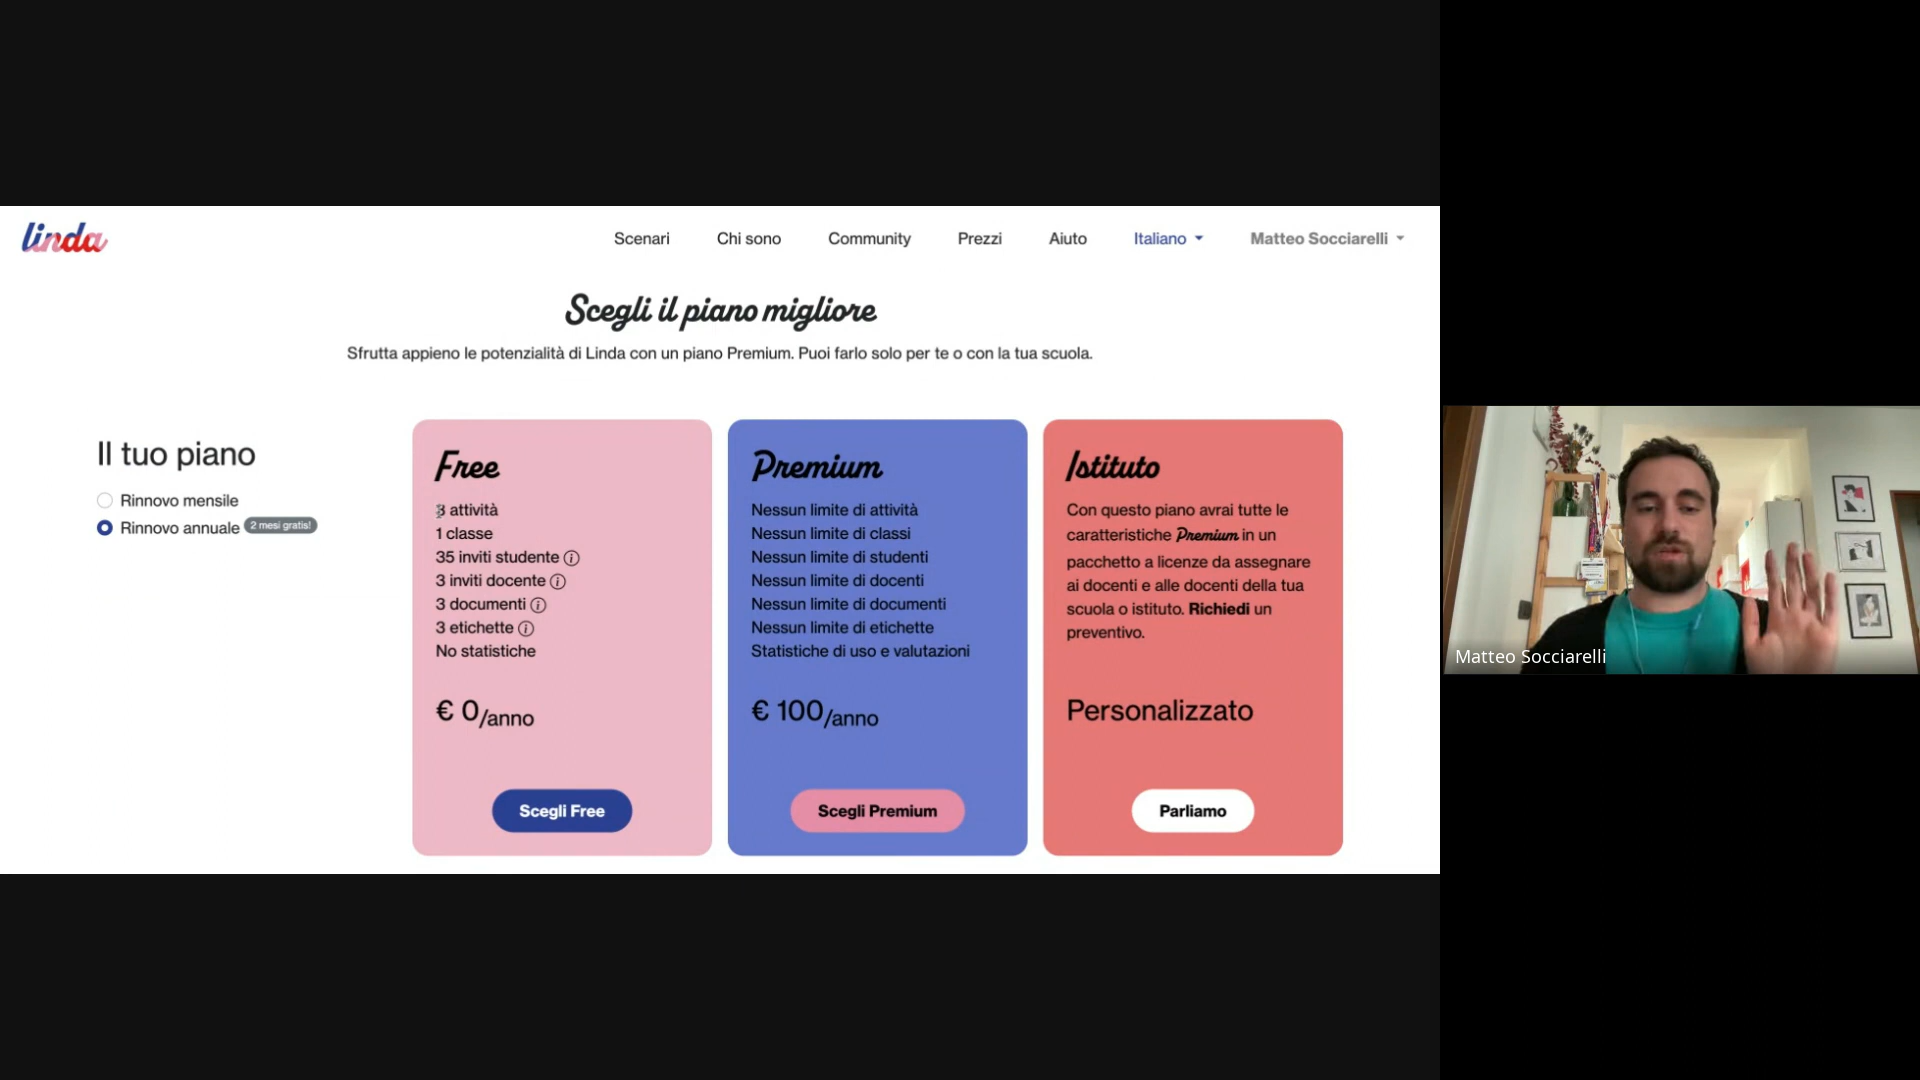 linda
Scenari
Chi sono
Community
Prezzi
Aiuto
Italiano
Matteo Socciarelli
Scegli il piano migliore
Sfrutta appieno le potenzialità di Linda con un piano Premium. Puoi farlo solo per te o con la tua scuola.
Il tuo piano
Rinnovo mensile
Rinnovo annuale 2 mesi gratis!
Free
3 attività
1 classe
35 inviti studente
3 inviti docente
3 documenti
3 etichette
No statistiche
€ 0/anno
Scegli Free
Premium
Nessun limite di attività
Nessun limite di classi
Nessun limite di studenti
Nessun limite di docenti
Nessun limite di documenti
Nessun limite di etichette
Statistiche di uso e valutazioni
€ 100/anno
Scegli Premium
Istituto
Con questo piano avrai tutte le
caratteristiche Premium in un
pacchetto a licenze da assegnare
ai docenti e alle docenti della tua
scuola o istituto. Richiedi un
preventivo.
Personalizzato
Parliamo
Matteo Socciarelli